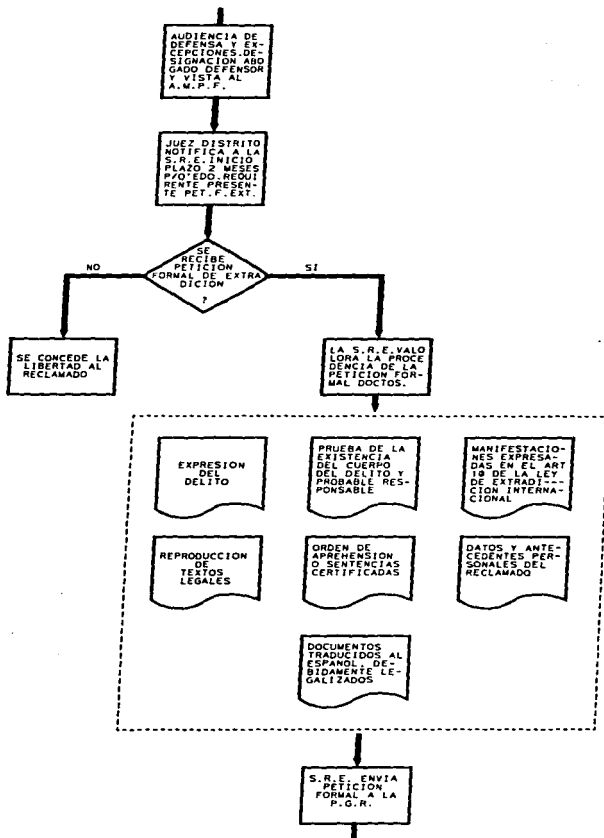 AUDIENCIA DE
DEFENSA Y EX-
CEPCIONES.DE-
SIGNACION ABO
GADO DEFENSOR
Y VISTA AL
A.M.P.F.
JUEZ DISTRITO
NOTIFICA A LA
S.R.E.INICIO
PLAZO 2 MESES
P/Q'EDO.REQUI
RENTE PRESEN-
TE PET.F.EXT.
SE
RECIBE
PETICION
FORMAL DE EXTRA
DICION
?
NO
SI
SE CONCEDE LA
LIBERTAD AL
RECLAMADO
LA S.R.E.VALO
LORA LA PROCE
DENCIA DE LA
PETICION FOR-
MAL DOCTOS.
EXPRESION
DEL
DELITO
PRUEBA DE LA
EXISTENCIA
DEL CUERPO
DEL DELITO Y
PROBABLE RES-
PONSABLE
MANIFESTACIO-
NES EXPRESA-
DAS EN EL ART
10 DE LA LEY
DE EXTRADI---
CION INTERNA-
CIONAL
REPRODUCCION
DE
TEXTOS
LEGALES
ORDEN DE
APREHENSION
O SENTENCIAS
CERTIFICADAS
DATOS Y ANTE-
CEDENTES PER-
SONALES DEL
RECLAMADO
DOCUMENTOS
TRADUCIDOS AL
ESPAÑOL, DE-
BIDAMENTE LE-
GALIZADOS
S.R.E. ENVIA
PETICION
FORMAL A LA
P.G.R.